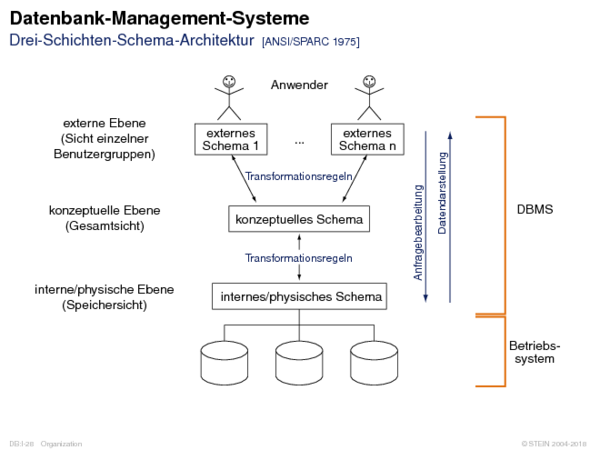 Datenbank-Management-Systeme
Drei-Schichten-Schema-Architektur [ANSI/SPARC 1975]
Anwender
externe Ebene
(Sicht einzelner
Benutzergruppen)
externes
Schema 1
...
externes
Schema n
Transformationsregeln
konzeptuelle Ebene
(Gesamtsicht)
konzeptuelles Schema
Transformationsregeln
interne/physische Ebene
(Speichersicht)
internes/physisches Schema
Anfragebearbeitung
Datendarstellung
DBMS
Betriebs-
system
DB:I-28 Organization
© STEIN 2004-2018